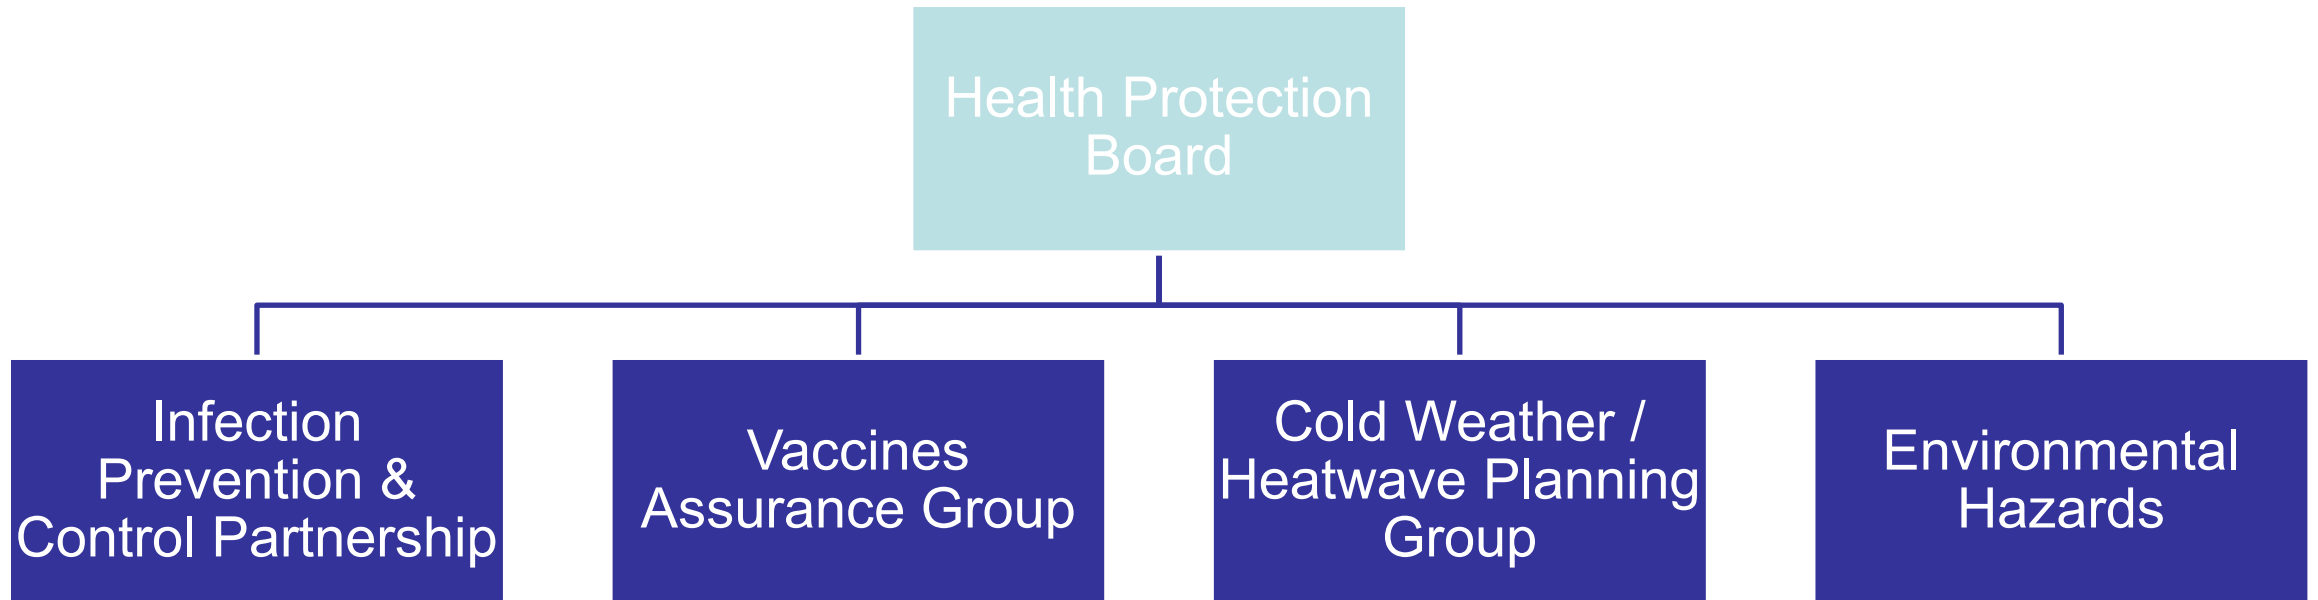 Health Protection
Board
Infection
Prevention &
Control Partnership
Vaccines
Assurance Group
Cold Weather /
Heatwave Planning
Group
Environmental
Hazards